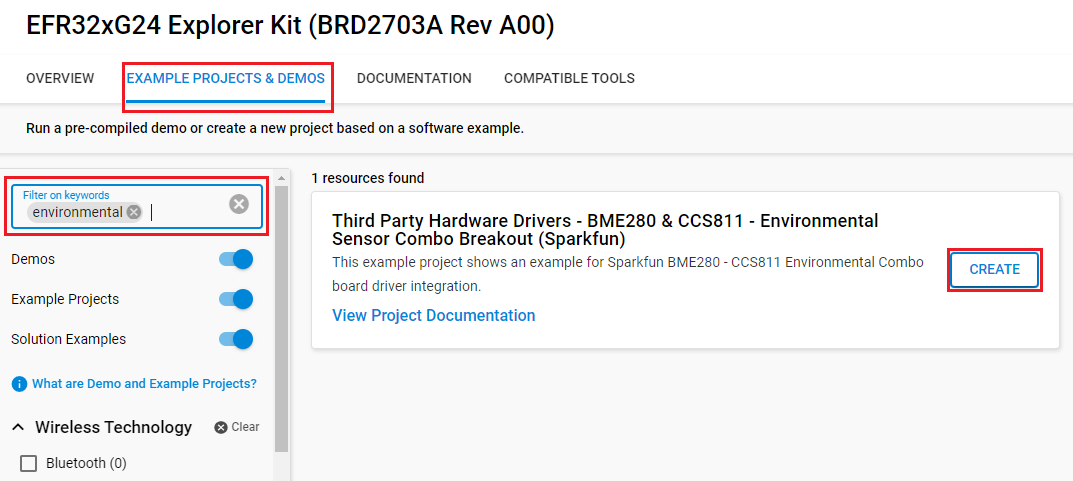 EFR32xG24 Explorer Kit (BRD2703A Rev A00)
OVERVIEW EXAMPLE PROJECTS & DEMOS DOCUMENTATION COMPATIBLE TOOLS
Run a pre-compiled demo or create a new project based on a software example.
Filter on keywords
environmental
Demos
Example Projects
Solution Examples
What are Demo and Example Projects?
Wireless Technology Clear
Bluetooth (0)
1 resources found
Third Party Hardware Drivers - BME280 & CCS811 - Environmental
Sensor Combo Breakout (Sparkfun)
This example project shows an example for Sparkfun BME280 - CCS811 Environmental Combo
board driver integration.
View Project Documentation
CREATE